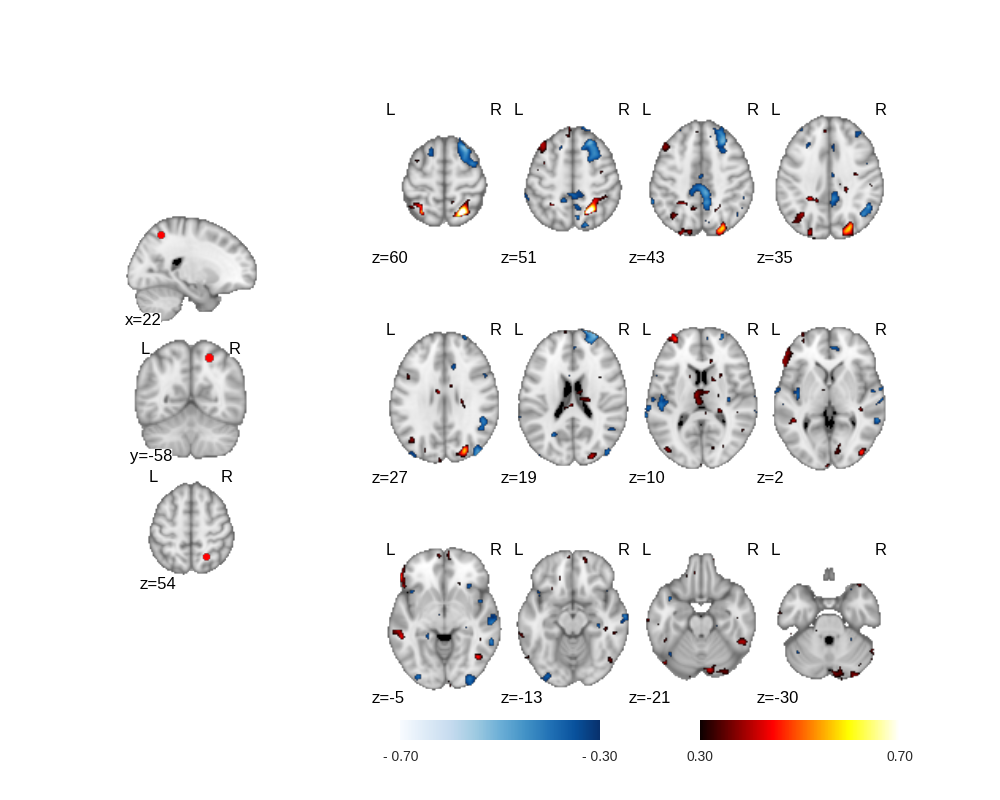 L R L R L R L R
z=60 z=51 z=43 z=35
x=22
L R
y=-58
L R
z=54
L R L R L R L R
z=27 z=19 z=10 z=2
L R L R L R L R
z=-5 z=-13 z=-21 z=-30
- 0.70 - 0.30 0.30 0.70